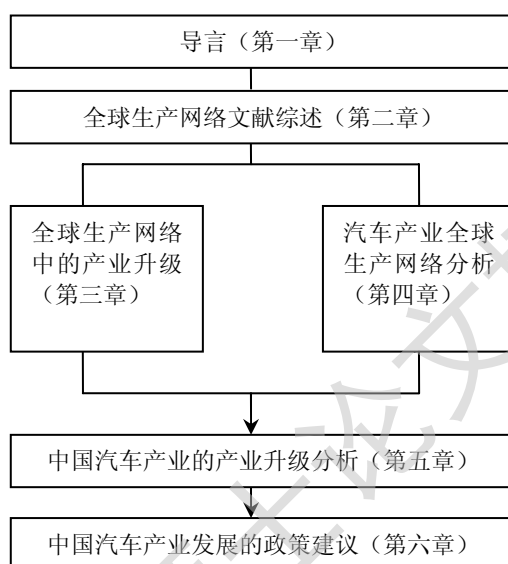 导言（第一章）
全球生产网络文献综述（第二章）
全球生产网络
中的产业升级
（第三章）
汽车产业全球
生产网络分析
（第四章）
中国汽车产业的产业升级分析（第五章）
中国汽车产业发展的政策建议（第六章）
士论文